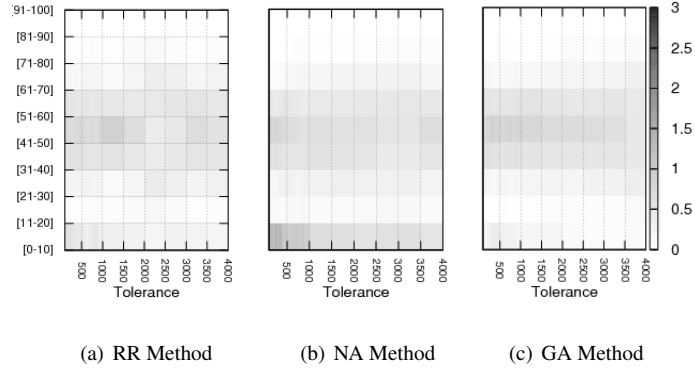 [91-100]
[81-90]
[71-80]
[61-70]
[51-60]
[41-50]
[31-40]
[21-30]
[11-20]
[0-10]
500 1000 1500 2000 2500 3000 3500 4000
Tolerance
500 1000 1500 2000 2500 3000 3500 4000
Tolerance
500 1000 1500 2000 2500 3000 3500 4000
Tolerance
3
2.5
2
1.5
1
0.5
0
(a) RR Method
(b) NA Method
(c) GA Method